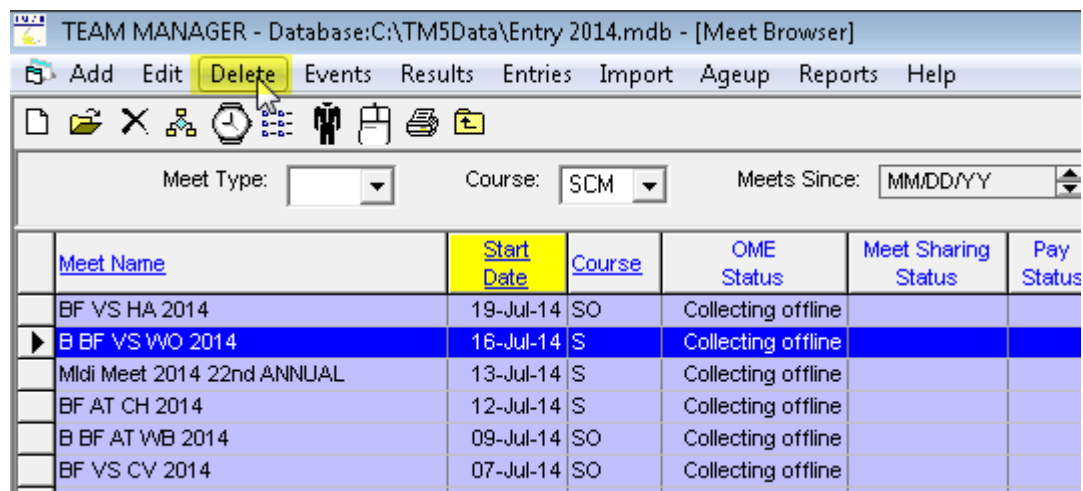 TEAM MANAGER - Database:C:\TM5Data\Entry 2014.mdb - [Meet Browser]
Add Edit Delete Events Results Entries Import Ageup Reports Help
Meet Type: Course: SCM Meets Since: MM/DD/YY
Meet Name Start Date Course OME Status Meet Sharing Status Pay Status
BF VS HA 2014 19-Jul-14 SO Collecting offline
B BF VS WO 2014 16-Jul-14 S Collecting offline
MIdi Meet 2014 22nd ANNUAL 13-Jul-14 S Collecting offline
BF AT CH 2014 12-Jul-14 S Collecting offline
B BF AT WB 2014 09-Jul-14 SO Collecting offline
BF VS CV 2014 07-Jul-14 SO Collecting offline